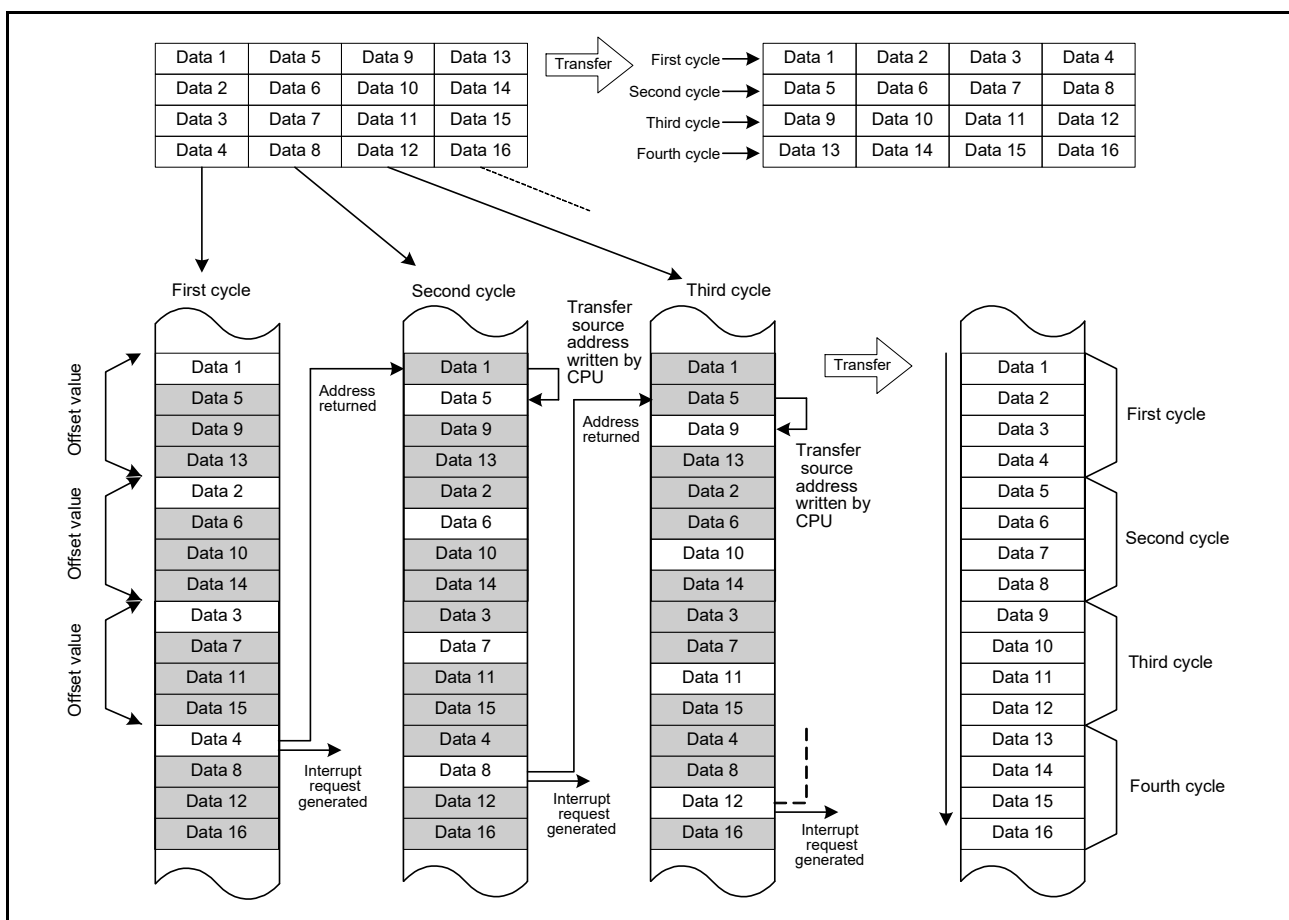 Data 1 Data 5 Data 9 Data 13
Data 2 Data 6 Data 10 Data 14
Data 3 Data 7 Data 11 Data 15
Data 4 Data 8 Data 12 Data 16
Transfer
First cycle Data 1 Data 2 Data 3 Data 4
Second cycle Data 5 Data 6 Data 7 Data 8
Third cycle Data 9 Data 10 Data 11 Data 12
Fourth cycle Data 13 Data 14 Data 15 Data 16
First cycle
Offset value
Offset value
Offset value
Data 1
Data 5
Data 9
Data 13
Data 2
Data 6
Data 10
Data 14
Data 3
Data 7
Data 11
Data 15
Data 4
Data 8
Data 12
Data 16
Address
returned
Interrupt
request
generated
Second cycle
Data 1
Data 5
Data 9
Data 13
Data 2
Data 6
Data 10
Data 14
Data 3
Data 7
Data 11
Data 15
Data 4
Data 8
Data 12
Data 16
Transfer
source
address
written by
CPU
Address
returned
Interrupt
request
generated
Third cycle
Data 1
Data 5
Data 9
Data 13
Data 2
Data 6
Data 10
Data 14
Data 3
Data 7
Data 11
Data 15
Data 4
Data 8
Data 12
Data 16
Transfer
source
address
written by
CPU
Interrupt
request
generated
Transfer
Data 1
Data 2
Data 3
Data 4
Data 5
Data 6
Data 7
Data 8
Data 9
Data 10
Data 11
Data 12
Data 13
Data 14
Data 15
Data 16
First cycle
Second cycle
Third cycle
Fourth cycle